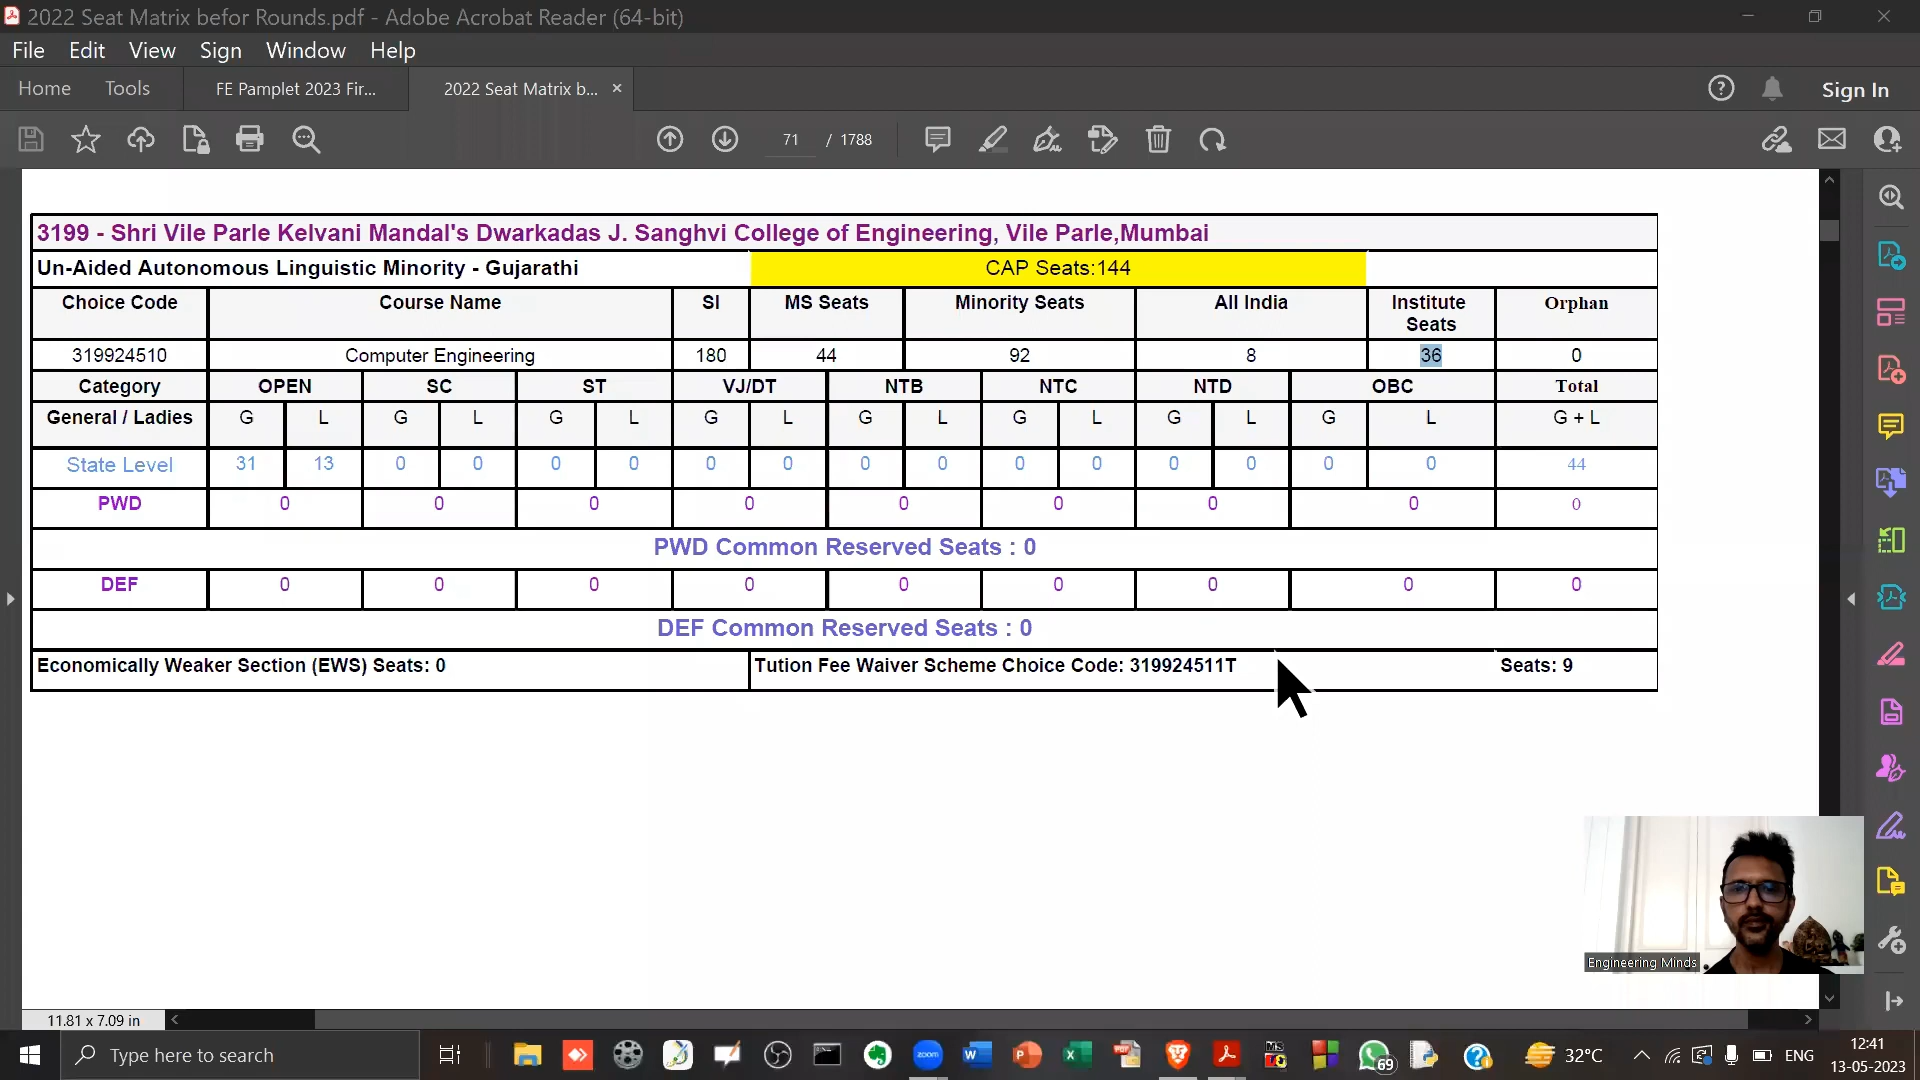 2022 Seat Matrix befor Rounds.pdf - Adobe Acrobat Reader (64-bit)
File Edit View Sign Window Help
Home Tools FE Pamplet 2023 Fir... 2022 Seat Matrix b... × Sign In
71 / 1788
3199 - Shri Vile Parle Kelvani Mandal's Dwarkadas J. Sanghvi College of Engineering, Vile Parle,Mumbai
Un-Aided Autonomous Linguistic Minority - Gujarathi CAP Seats:144
Choice Code Course Name SI MS Seats Minority Seats All India Institute Seats Orphan
319924510 Computer Engineering 180 44 92 8 36 0
Category OPEN SC ST VJ/DT NTB NTC NTD OBC Total
General / Ladies G L G L G L G L G L G L G L G L G + L
State Level 31 13 0 0 0 0 0 0 0 0 0 0 0 0 0 0 44
PWD 0 0 0 0 0 0 0 0 0
PWD Common Reserved Seats : 0
DEF 0 0 0 0 0 0 0 0 0
DEF Common Reserved Seats : 0
Economically Weaker Section (EWS) Seats: 0 Tution Fee Waiver Scheme Choice Code: 319924511T Seats: 9
Engineering Minds
11.81 x 7.09 in
Type here to search zoom 69 32°C ENG 12:41
13-05-2023